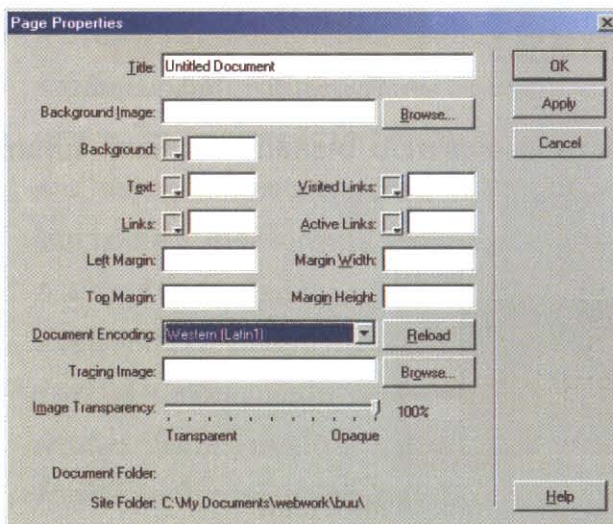 Page Properties
Title: Untitled Document
OK
Background Image: Browse...
Apply
Background:
Cancel
Text: Visited Links:
Links: Active Links:
Left Margin: Margin Width:
Top Margin: Margin Height:
Document Encoding: Western (Latin1) Reload
Tracing Image: Browse...
Image Transparency: 100%
Transparent Opaque
Document Folder:
Site Folder: C:\My Documents\webwork\buu\
Help